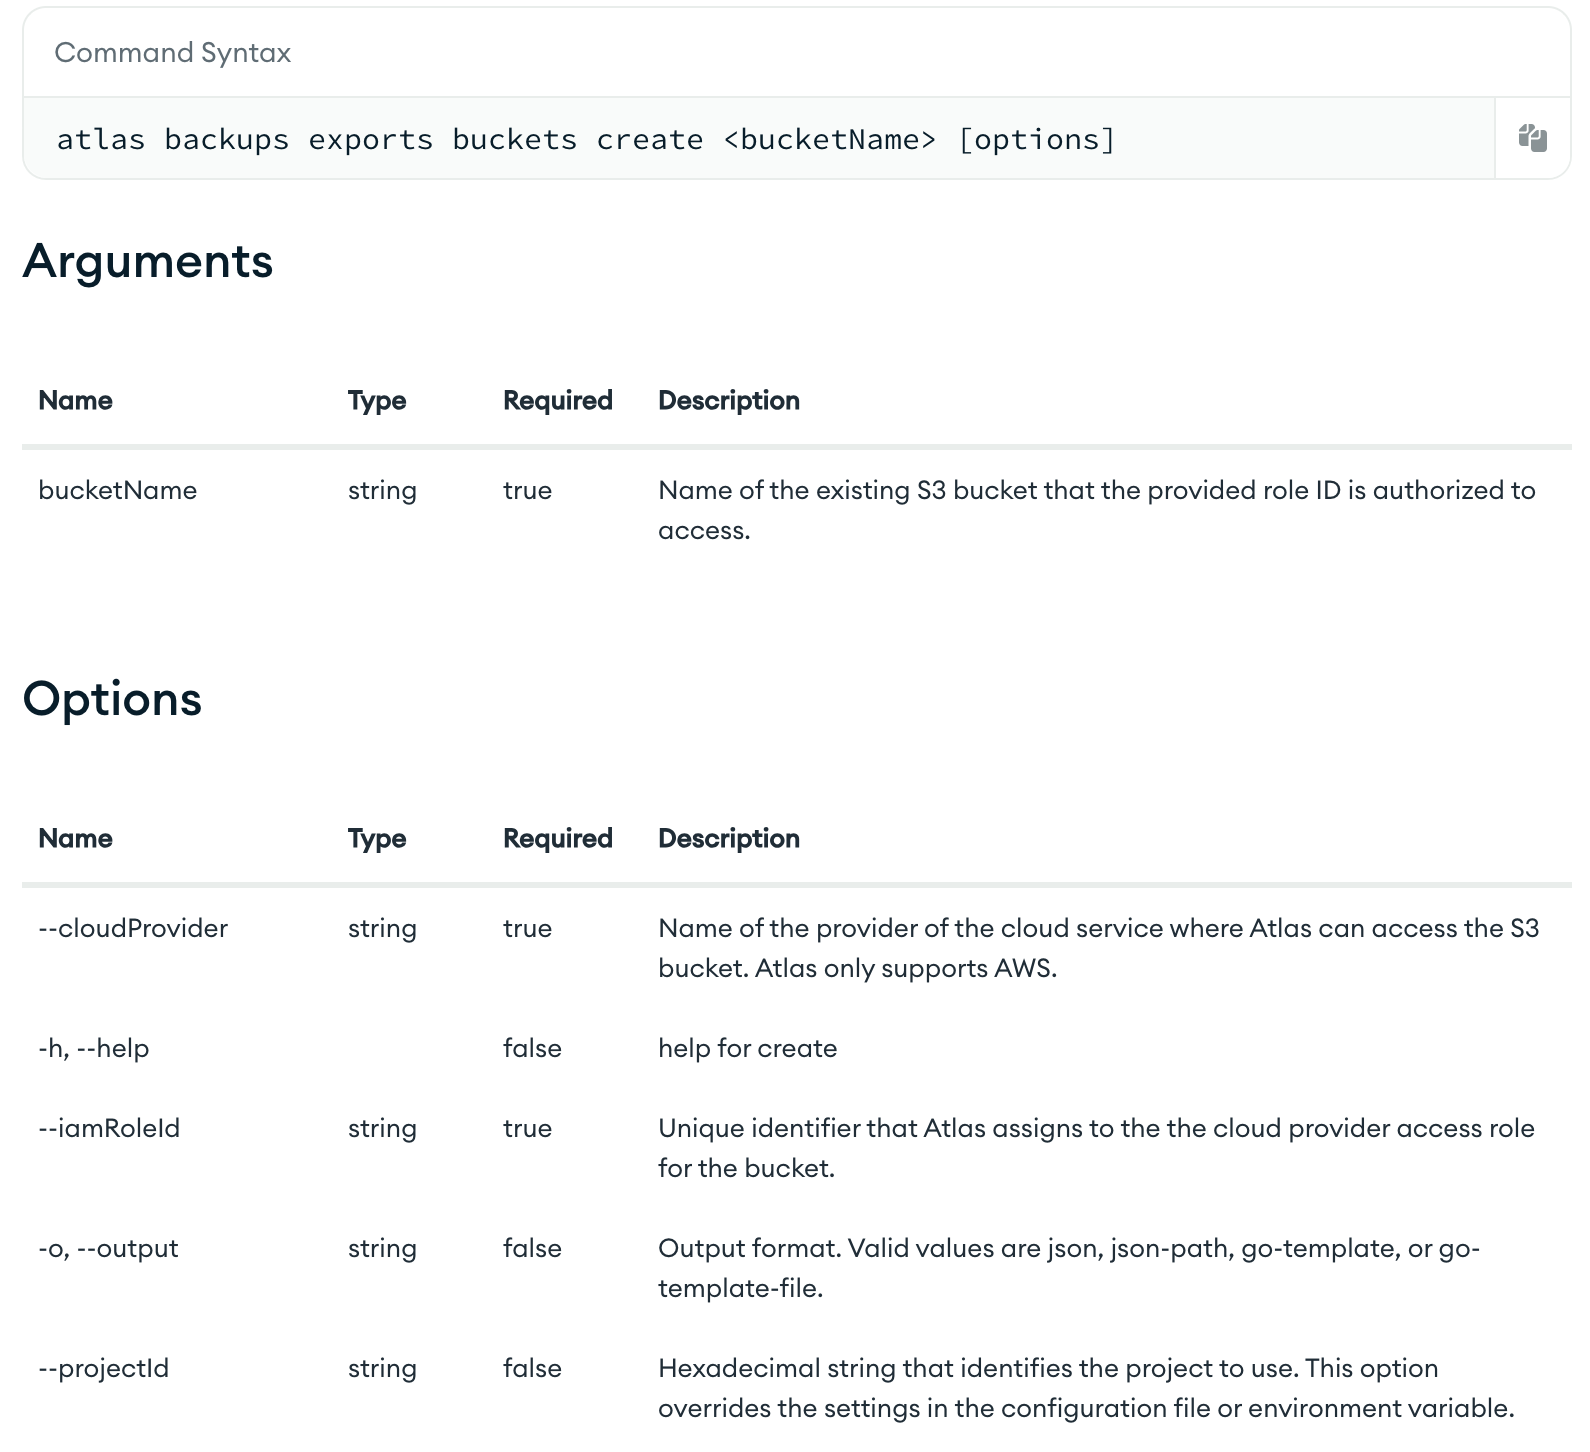 Command Syntax
atlas backups exports buckets create <bucketName> [options]
Arguments
Name Type Required Description
bucketName string true Name of the existing S3 bucket that the provided role ID is authorized to
access.
Options
Name Type Required Description
--cloudProvider string true Name of the provider of the cloud service where Atlas can access the S3
bucket. Atlas only supports AWS.
-h, --help false help for create
--iamRoleId string true Unique identifier that Atlas assigns to the the cloud provider access role
for the bucket.
-o, --output string false Output format. Valid values are json, json-path, go-template, or go-
template-file.
--projectId string false Hexadecimal string that identifies the project to use. This option
overrides the settings in the configuration file or environment variable.